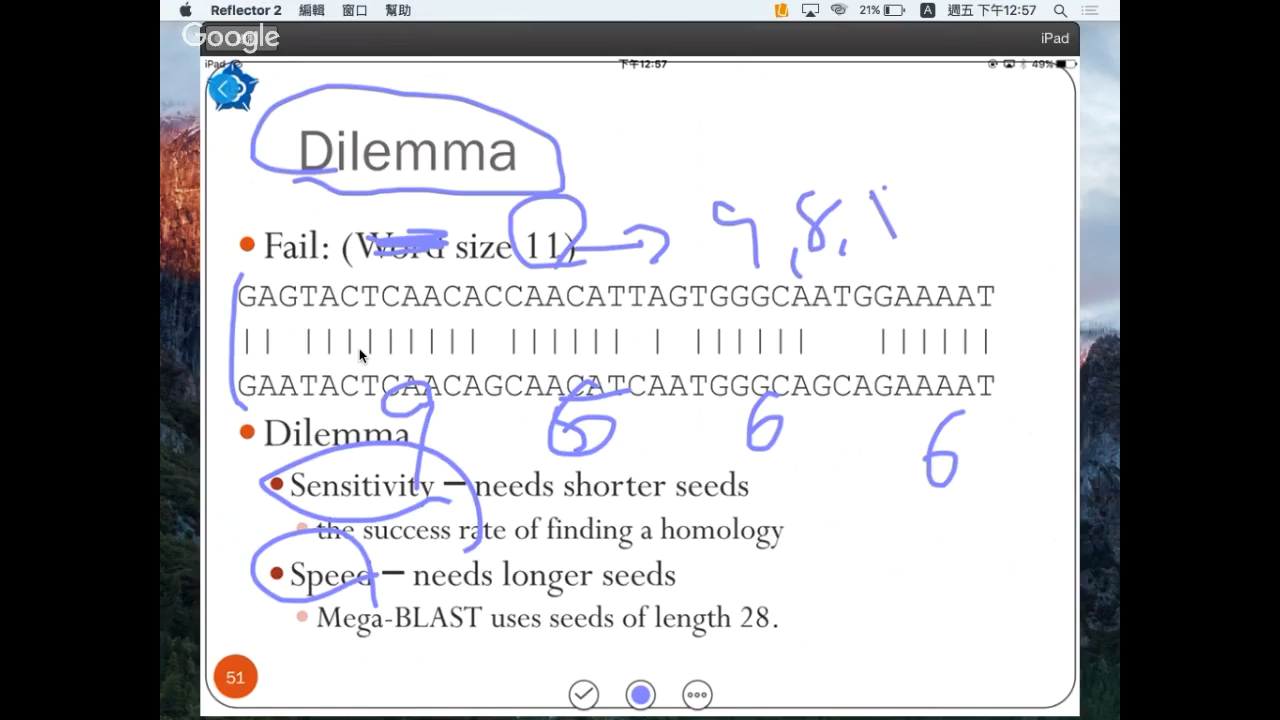 Reflector 2 編輯 窗口 幫助 21% A 週五 下午12:57
Google iPad
iPad 下午12:57 49%
Dilemma
9, 8,
Fail: (Word size 11)
GAGTACTCAACACCAACATTAGTGGGCAATGGAAAAT
|| ||||||||| |||||| | |||||| ||||||
GAATACTCAACAGCAACATCAATGGGCAGCAGAAAAT
9 6 6
Dilemma
Sensitivity – needs shorter seeds
the success rate of finding a homology
Speed – needs longer seeds
Mega-BLAST uses seeds of length 28.
51